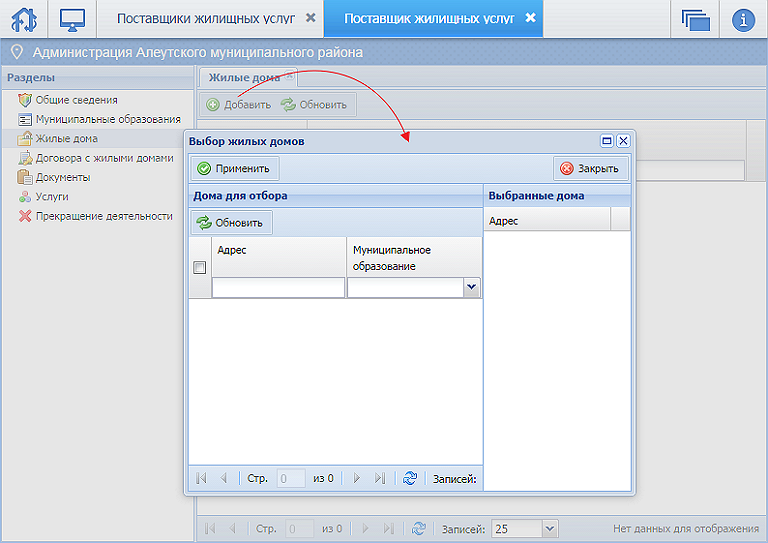 Поставщики жилищных услуг
Поставщик жилищных услуг
Администрация Алеутского муниципального района
Разделы
Общие сведения
Муниципальные образования
Жилые дома
Договора с жилыми домами
Документы
Услуги
Прекращение деятельности
Жилые дома
Добавить Обновить
Выбор жилых домов
Применить
Закрыть
Дома для отбора
Обновить
Адрес
Муниципальное
образование
Стр. 0 из 0
Записей:
Выбранные дома
Адрес
Стр. 0 из 0
Записей: 25
Нет данных для отображения